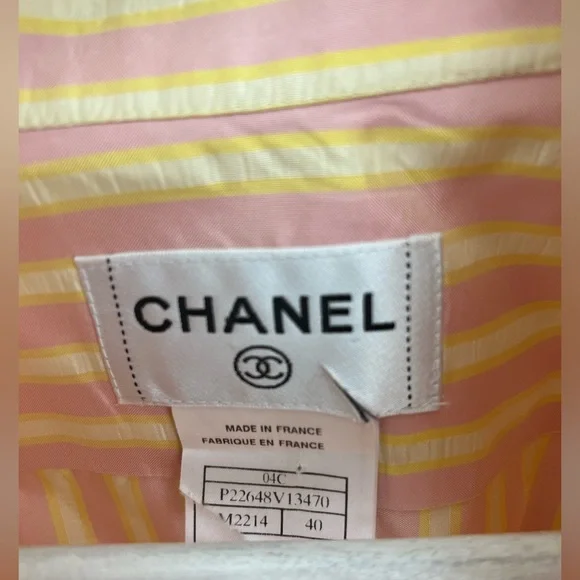 CHANEL
MADE IN FRANCE
FABRIQUE EN FRANCE
04C
P22648V13470
M2214 40